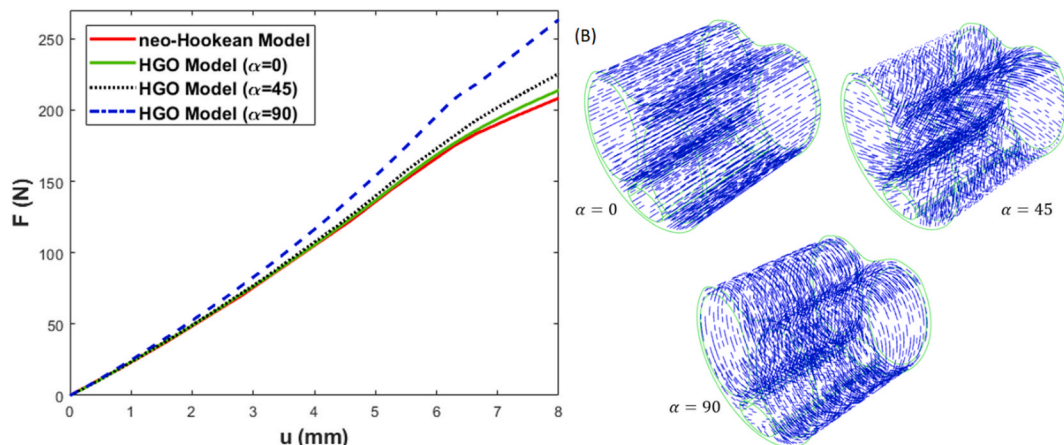 250
200
150
100
50
0
F (N)
neo-Hookean Model
HGO Model (α=0)
HGO Model (α=45)
HGO Model (α=90)
0 1 2 3 4 5 6 7 8
u (mm)
(B)
α = 0
α = 45
α = 90